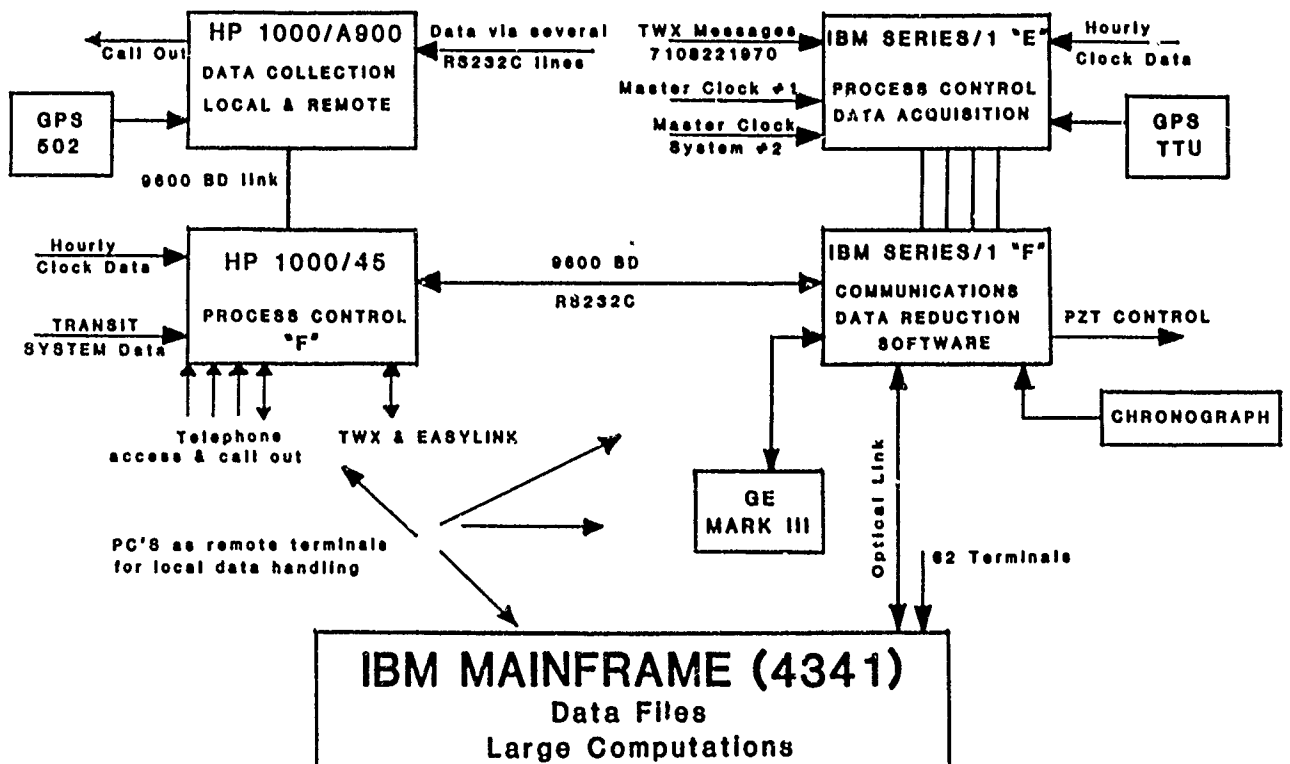 HP 1000/A900
DATA COLLECTION
LOCAL & REMOTE
Call Out
Data via several
RS232C lines
GPS
502
9600 BD link
TWX Messages
7108221970
Master Clock #1
Master Clock
System #2
IBM SERIES/1 "E"
PROCESS CONTROL
DATA ACQUISITION
Hourly
Clock Data
GPS
TTU
Hourly
Clock Data
TRANSIT
SYSTEM Data
HP 1000/45
PROCESS CONTROL
"F"
9600 BD
RS232C
IBM SERIES/1 "F"
COMMUNICATIONS
DATA REDUCTION
SOFTWARE
PZT CONTROL
CHRONOGRAPH
Telephone
access & call out
TWX & EASYLINK
GE
MARK III
Optical Link
62 Terminals
PC'S as remote terminals
for local data handling
IBM MAINFRAME (4341)
Data Files
Large Computations